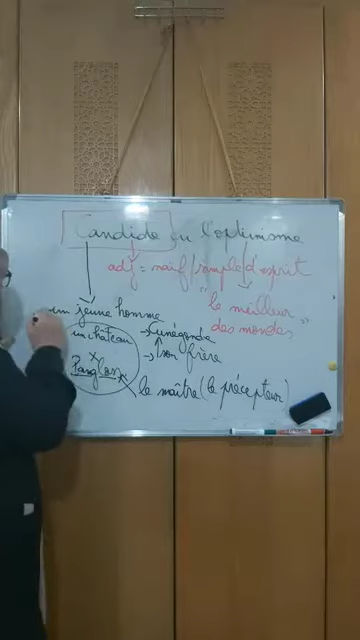 Candide ou l'optimisme
adj = naïf/simple d'esprit
un jeune homme
" le meilleur
des mondes "
un château
→ Cunégonde
→ son frère
x
Pangloss
le maître (le précepteur)